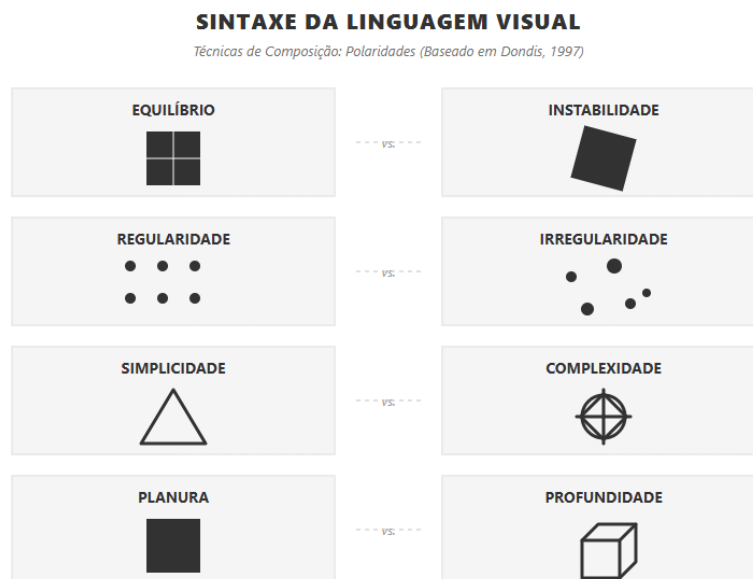 SINTAXE DA LINGUAGEM VISUAL
Técnicas de Composição: Polaridades (Baseado em Dondis, 1997)
EQUILÍBRIO
vs.
INSTABILIDADE
REGULARIDADE
vs.
IRREGULARIDADE
SIMPLICIDADE
vs.
COMPLEXIDADE
PLANURA
vs.
PROFUNDIDADE